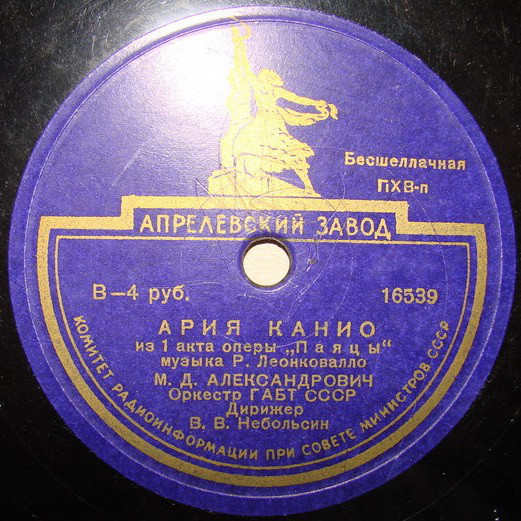 Бесшеллачная
ПХВ-п
АПРЕЛЕВСКИЙ ЗАВОД
В—4 руб.
16539
АРИЯ КАНИО
из 1 акта оперы „Паяцы“
музыка Р. Леонковалло
М. Д. АЛЕКСАНДРОВИЧ
Оркестр ГАБТ СССР
Дирижер
В. В. Небольсин
КОМИТЕТ РАДИОИНФОРМАЦИИ ПРИ СОВЕТЕ МИНИСТРОВ СССР